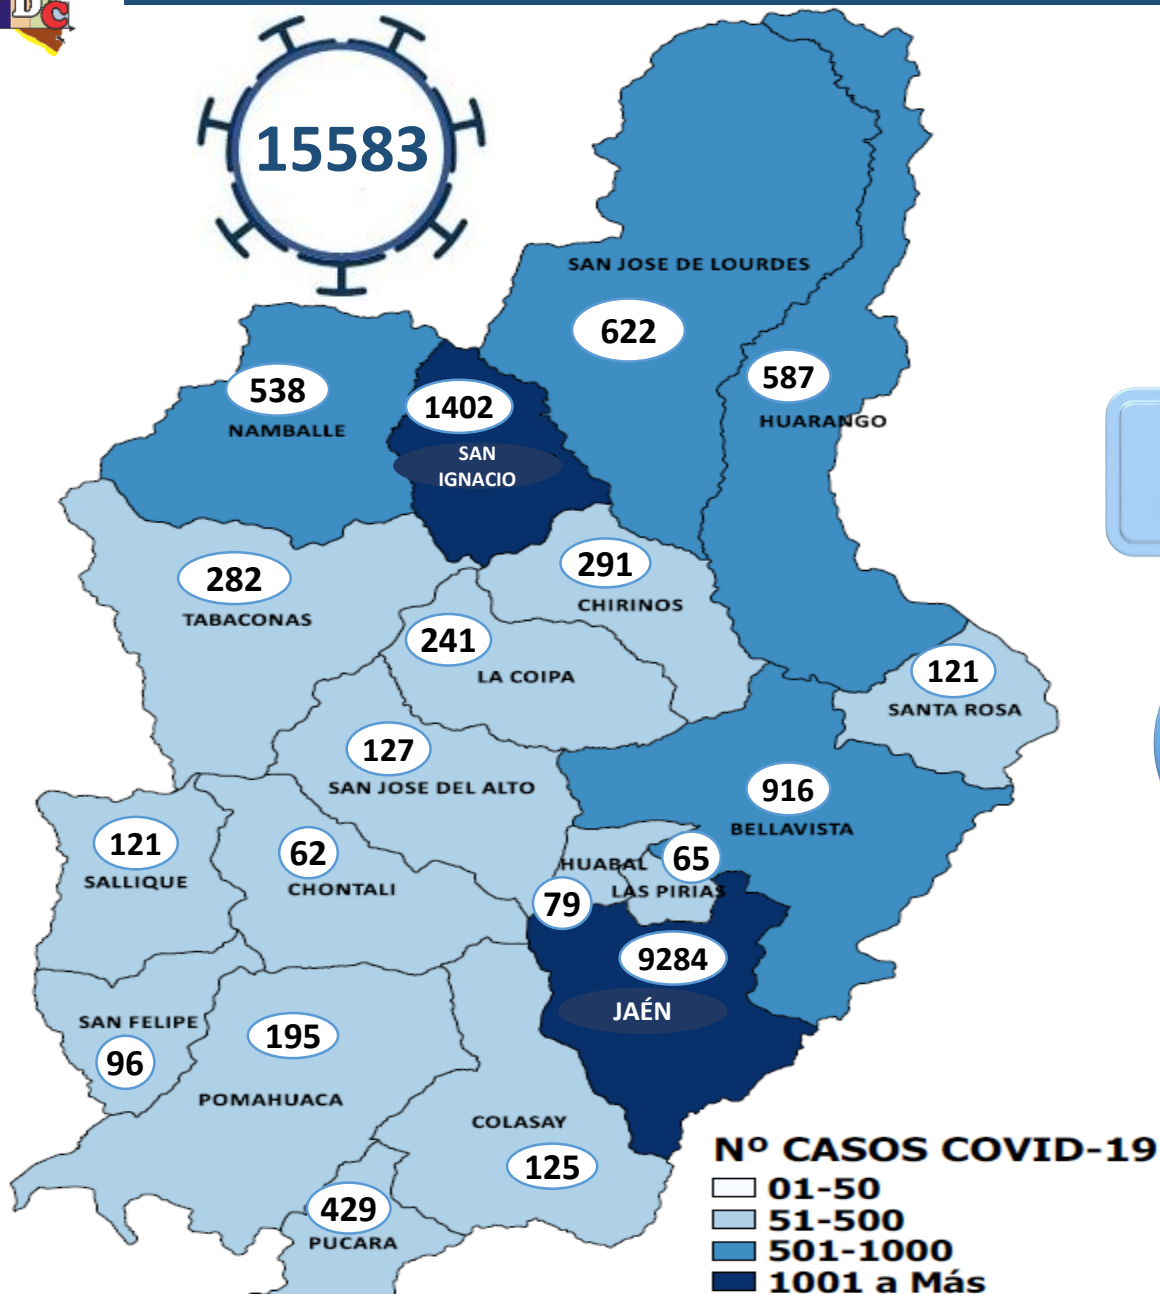 DC
15583
SAN JOSE DE LOURDES
622
587
HUARANGO
538
NAMBALLE
1402
SAN
IGNACIO
282
TABACONAS
291
CHIRINOS
241
LA COIPA
121
SANTA ROSA
127
SAN JOSE DEL ALTO
916
BELLAVISTA
121
SALLIQUE
62
CHONTALI
HUABAL
65
LAS PIRIAS
79
9284
JAÉN
SAN FELIPE
96
195
POMAHUACA
COLASAY
125
429
PUCARA
Nº CASOS COVID-19
01-50
51-500
501-1000
1001 a Más